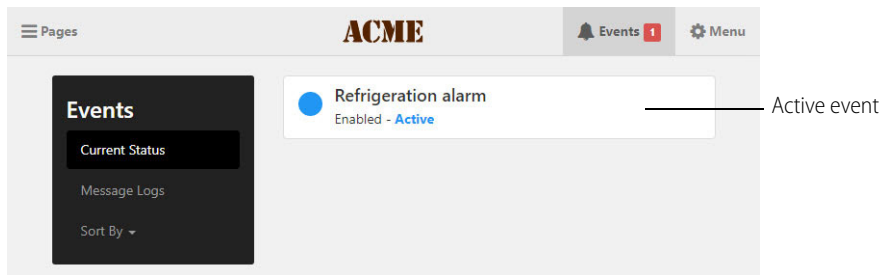 Pages
ACME
Events 1
Menu
Events
Current Status
Message Logs
Sort By
Refrigeration alarm
Enabled - Active
Active event